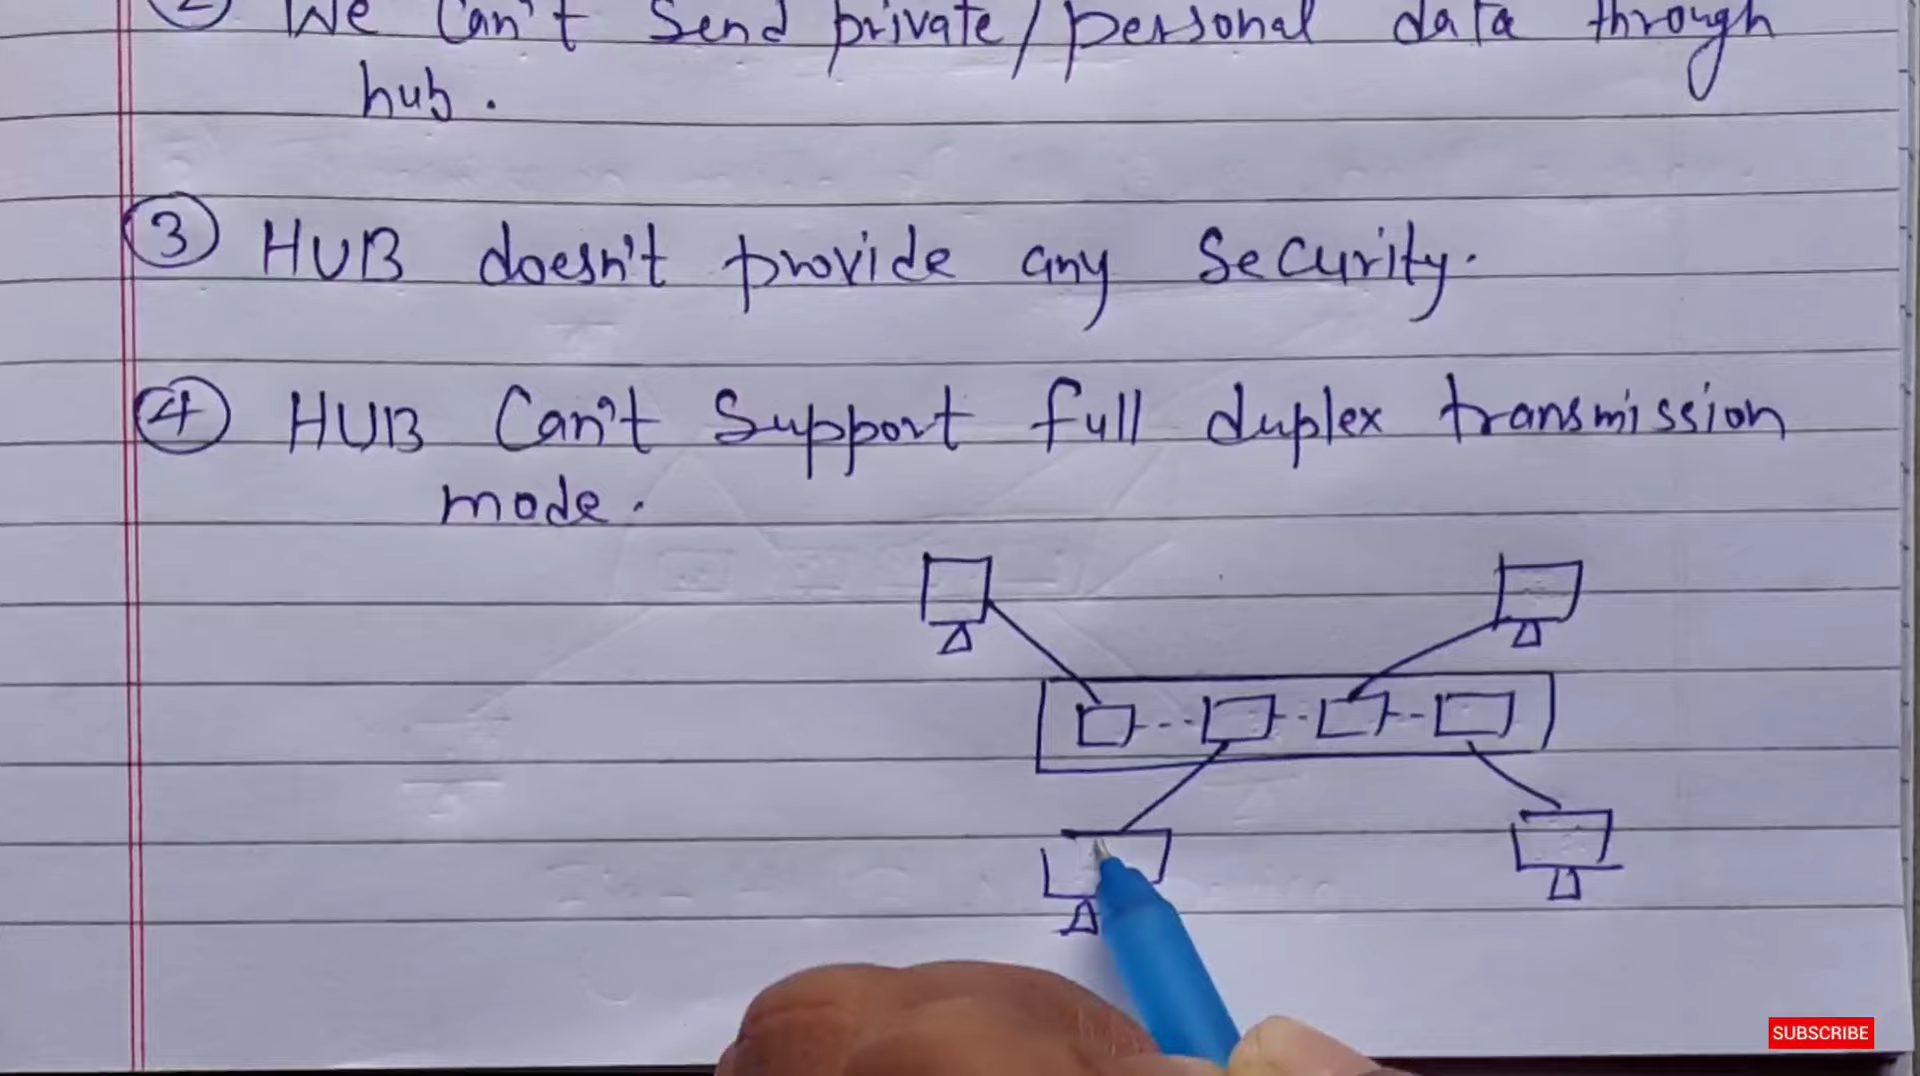 ② We Can't Send private/personal data through
hub.
③ HUB doesn't provide any Security.
④ HUB Can't Support full duplex transmission
mode.
SUBSCRIBE